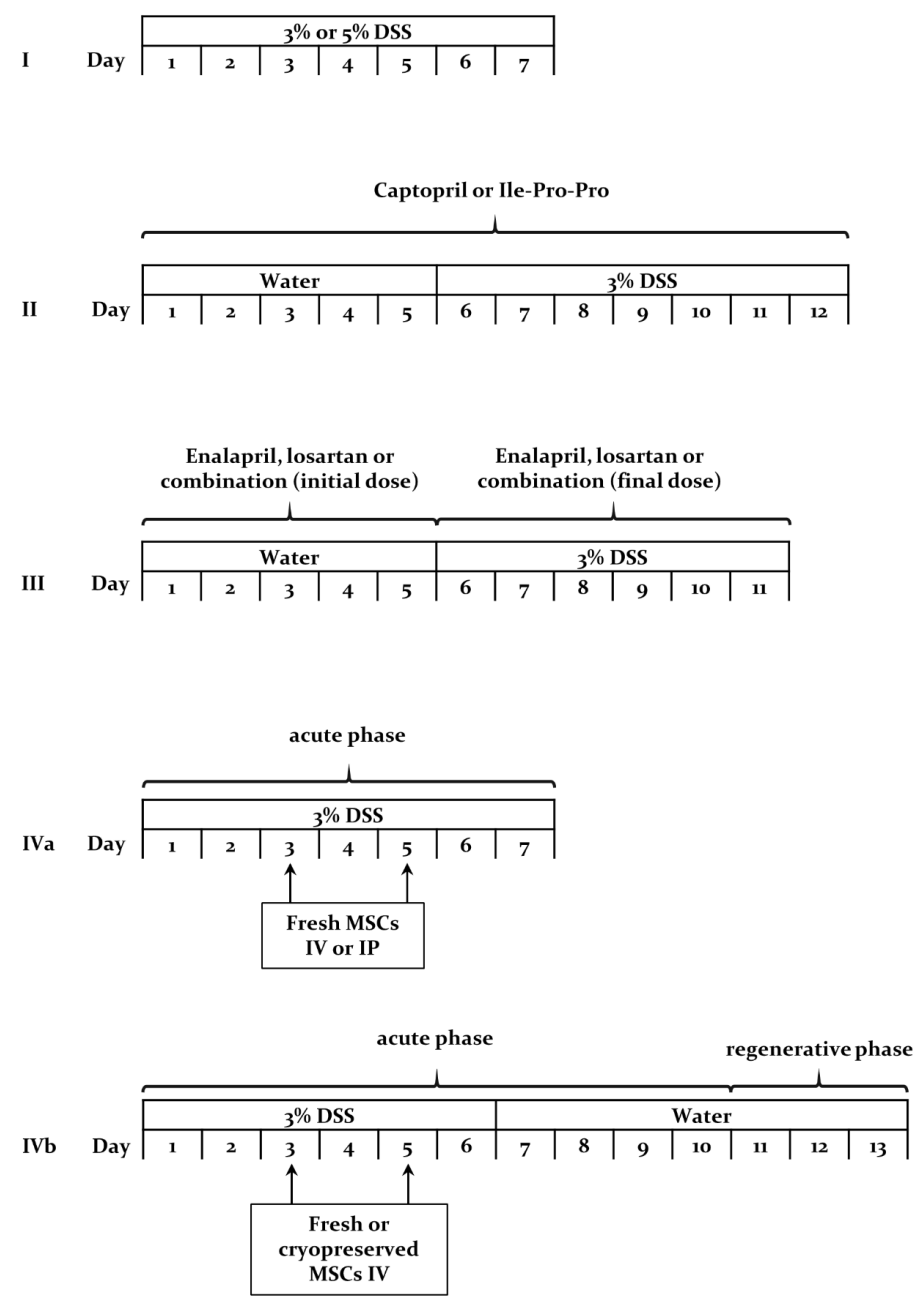 3% or 5% DSS
I Day 1 2 3 4 5 6 7
Captopril or Ile-Pro-Pro
Water 3% DSS
II Day 1 2 3 4 5 6 7 8 9 10 11 12
Enalapril, losartan or
combination (initial dose)
Enalapril, losartan or
combination (final dose)
Water 3% DSS
III Day 1 2 3 4 5 6 7 8 9 10 11
acute phase
3% DSS
IVa Day 1 2 3 4 5 6 7
Fresh MSCs
IV or IP
acute phase
regenerative phase
3% DSS Water
IVb Day 1 2 3 4 5 6 7 8 9 10 11 12 13
Fresh or
cryopreserved
MSCs IV